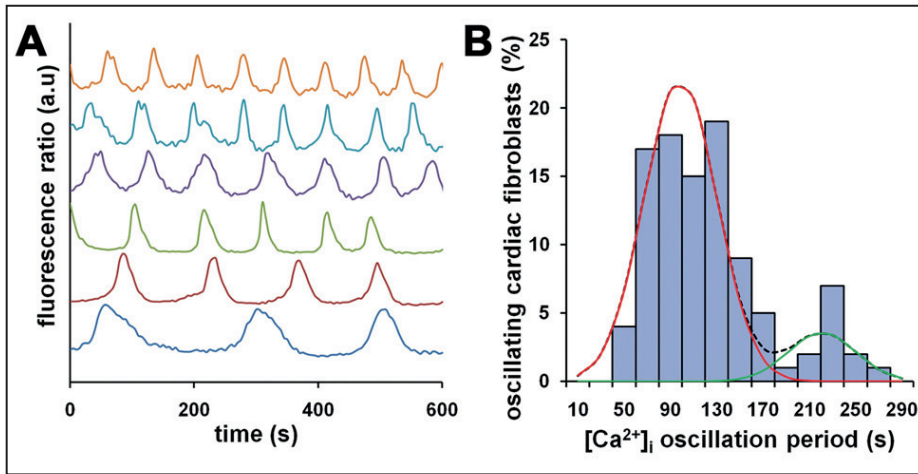 A
fluorescence ratio (a.u)
0 200 400 600
time (s)
B
oscillating cardiac fibroblasts (%)
25
20
15
10
5
0
10 50 90 130 170 210 250 290
[Ca²⁺]ᵢ oscillation period (s)